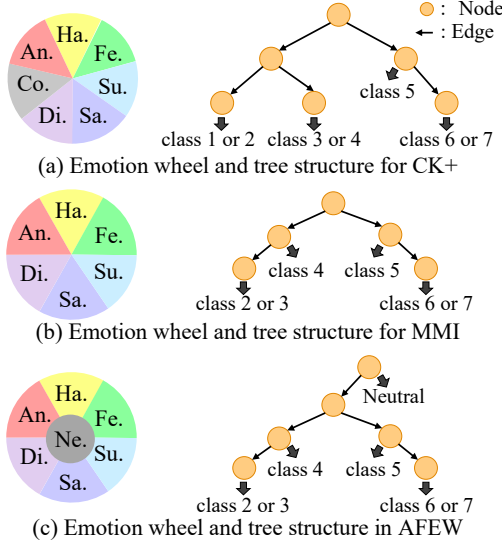 Ha.
An.
Fe.
Co.
Su.
Di.
Sa.
: Node
: Edge
class 5
class 1 or 2
class 3 or 4
class 6 or 7
(a) Emotion wheel and tree structure for CK+
Ha.
An.
Fe.
Di.
Su.
Sa.
class 4
class 5
class 2 or 3
class 6 or 7
(b) Emotion wheel and tree structure for MMI
Ha.
An.
Fe.
Ne.
Di.
Su.
Sa.
Neutral
class 4
class 5
class 2 or 3
class 6 or 7
(c) Emotion wheel and tree structure in AFEW